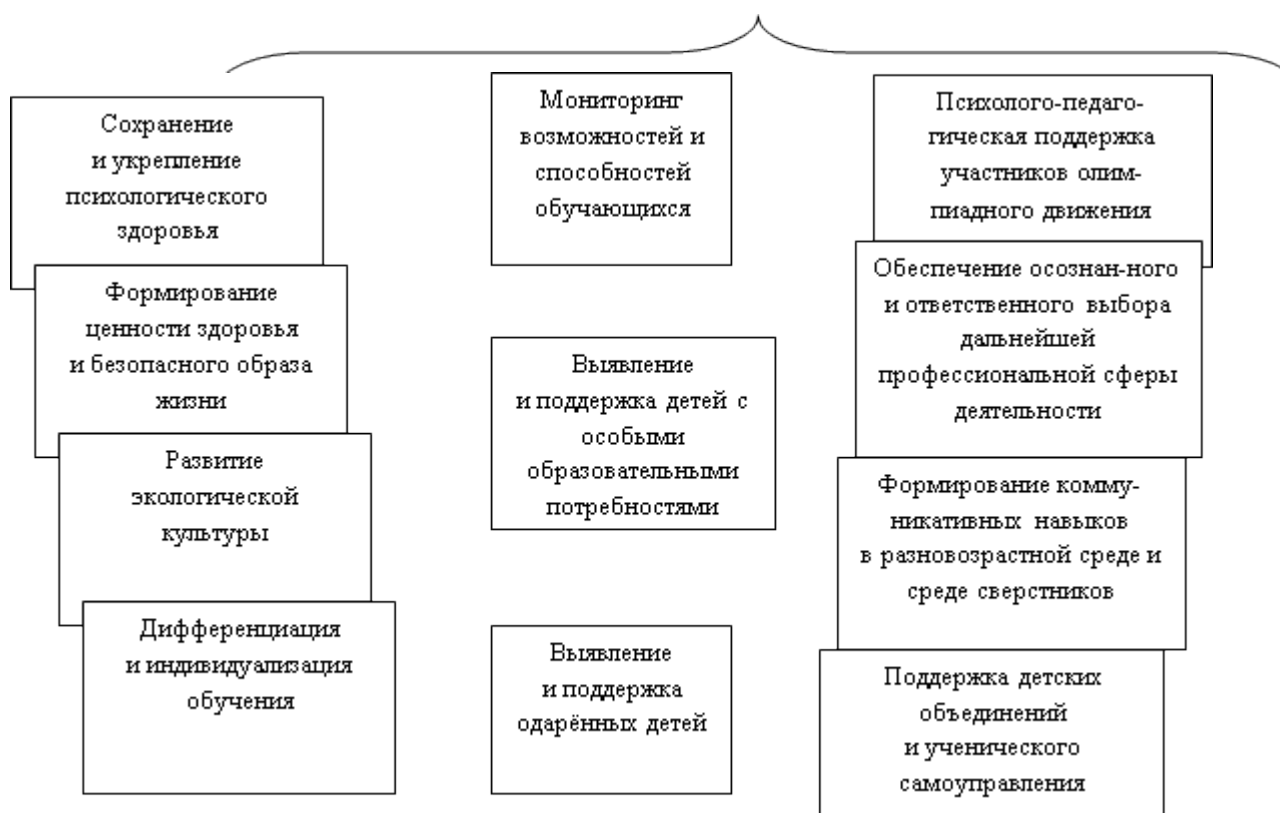 Сохранение
и укрепление
психологического
здоровья
Формирование
ценности здоровья
и безопасного образа
жизни
Развитие
экологической
культуры
Дифференциация
и индивидуализация
обучения
Мониторинг
возможностей и
способностей
обучающихся
Выявление
и поддержка детей с
особыми
образовательными
потребностями
Выявление
и поддержка
одарённых детей
Психолого-педаго-
гическая поддержка
участников олим-
пиадного движения
Обеспечение осознан-ного
и ответственного выбора
дальнейшей
профессиональной сферы
деятельности
Формирование комму-
никативных навыков
в разновозрастной среде и
среде сверстников
Поддержка детских
объединений
и ученического
самоуправления